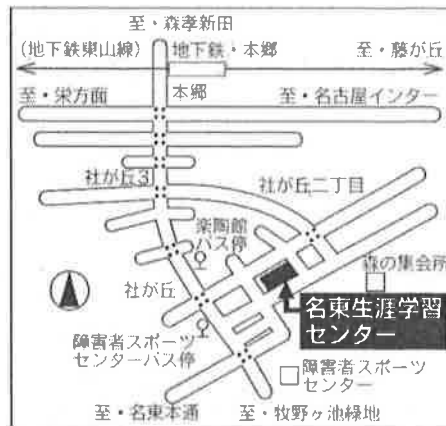 至・森孝新田
(地下鉄東山線)
地下鉄・本郷
至・藤が丘
至・栄方面
本郷
至・名古屋インター
社が丘3
社が丘二丁目
楽陶館
バス停
森の集会所
社が丘
名東生涯学習
センター
障害者スポーツ
センターバス停
障害者スポーツ
センター
至・名東本通
至・牧野ヶ池緑地